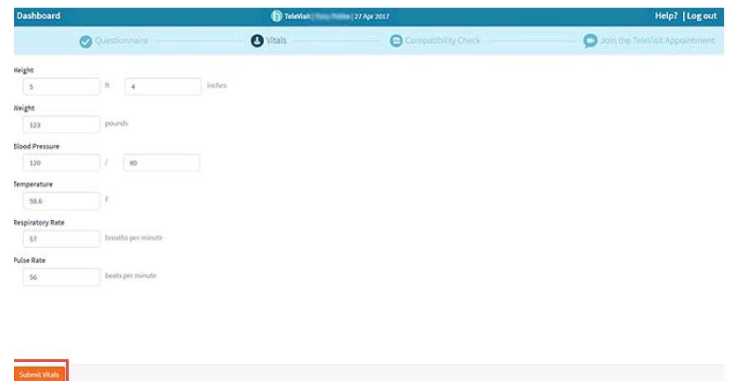 Dashboard
TeleVisit | 27 Apr 2017
Help? | Log out
Questionnaire
Vitals
Compatibility Check
Join the TeleVisit Appointment
Height
5 ft 4 inches
Weight
123 pounds
Blood Pressure
120 / 80
Temperature
98.6 F
Respiratory Rate
57 breaths per minute
Pulse Rate
56 beats per minute
Submit Vitals